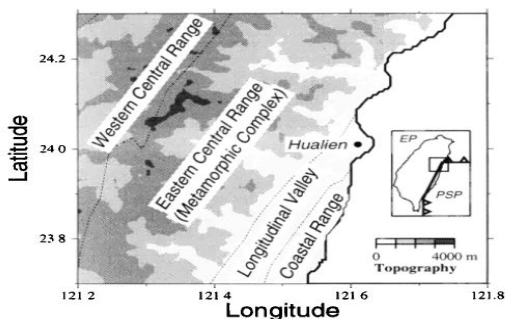 24.3
24.0
23.8
Latitude
Western Central Range
Eastern Central Range
(Metamorphic Complex)
Longitudinal Valley
Coastal Range
Hualien
EP
PSP
0 m
4000 m
Topography
121.2
121.4
121.6
121.8
Longitude